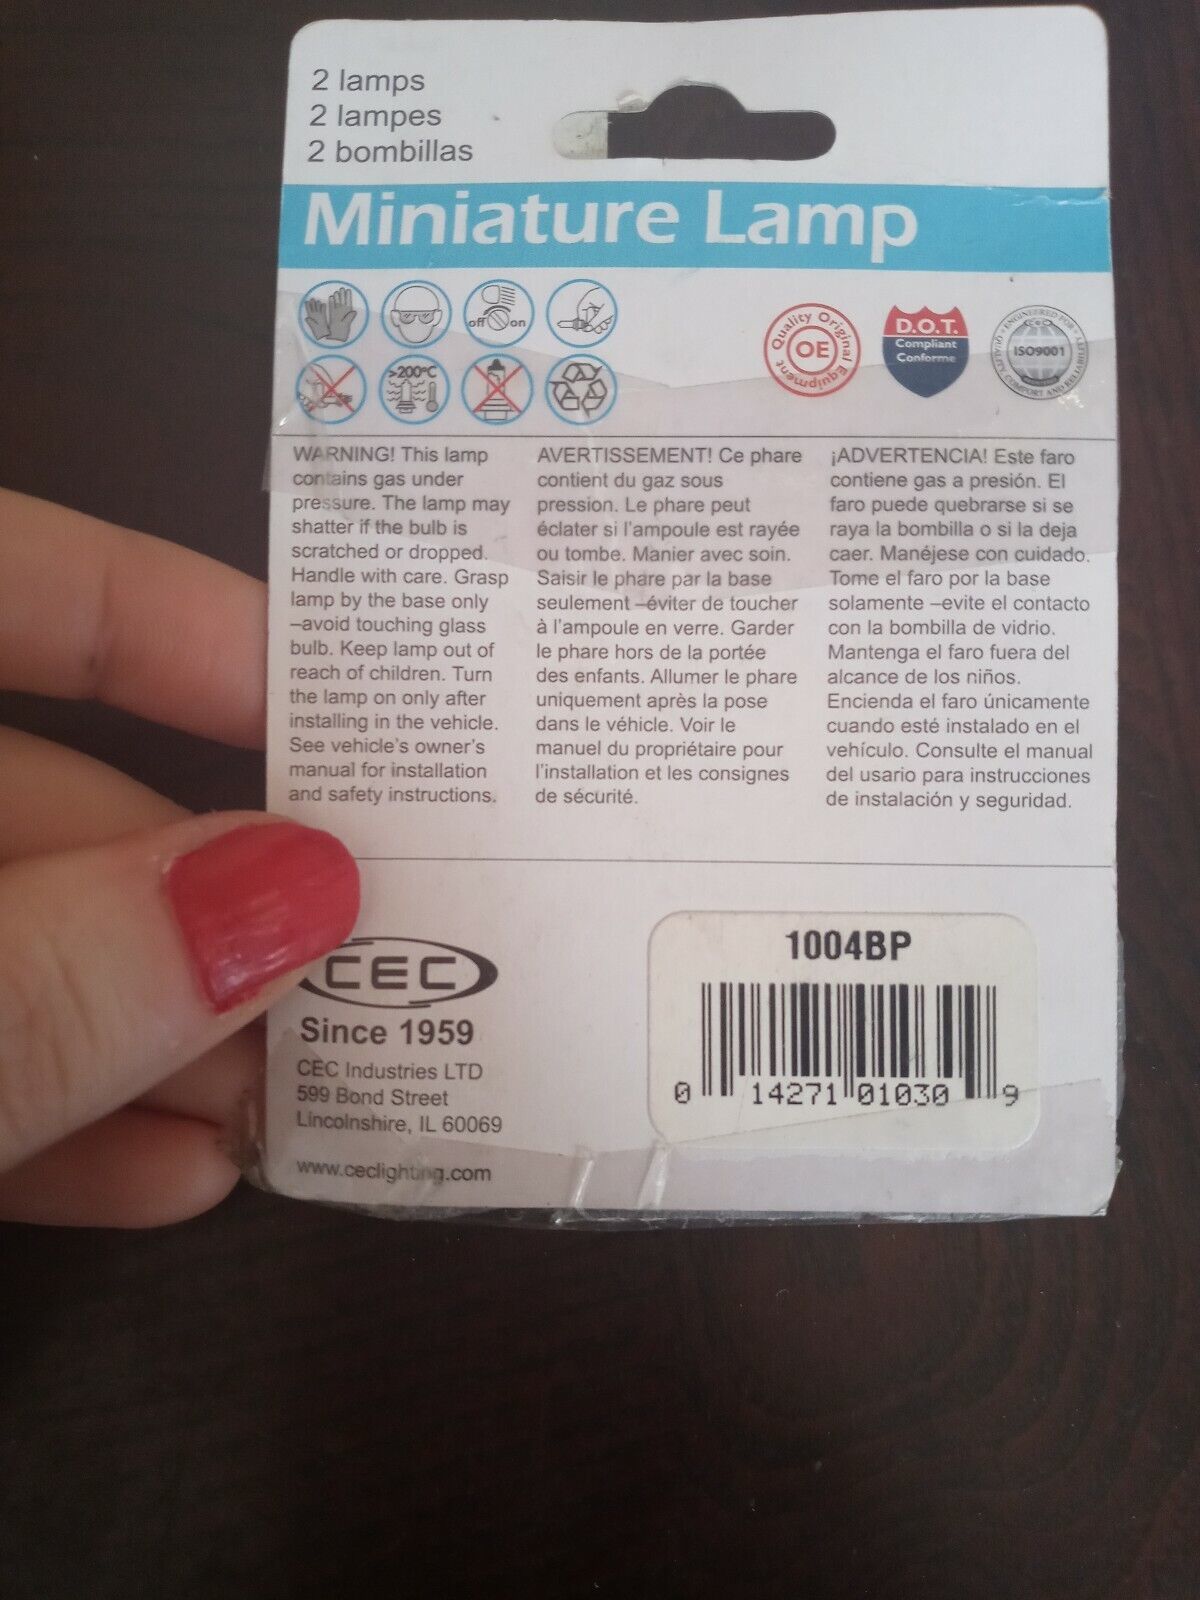 2 lamps
2 lampes
2 bombillas
Miniature Lamp
off on
>200°C
Quality Original Equipment
OE
D.O.T.
Compliant
Conforme
ENGINEERED FOR
CEC
ISO9001
QUALITY, COMFORT AND RELIABILITY
WARNING! This lamp
contains gas under
pressure. The lamp may
shatter if the bulb is
scratched or dropped.
Handle with care. Grasp
lamp by the base only
–avoid touching glass
bulb. Keep lamp out of
reach of children. Turn
the lamp on only after
installing in the vehicle.
See vehicle's owner's
manual for installation
and safety instructions.
AVERTISSEMENT! Ce phare
contient du gaz sous
pression. Le phare peut
éclater si l'ampoule est rayée
ou tombe. Manier avec soin.
Saisir le phare par la base
seulement –éviter de toucher
à l'ampoule en verre. Garder
le phare hors de la portée
des enfants. Allumer le phare
uniquement après la pose
dans le véhicle. Voir le
manuel du propriétaire pour
l'installation et les consignes
de sécurité.
¡ADVERTENCIA! Este faro
contiene gas a presión. El
faro puede quebrarse si se
raya la bombilla o si la deja
caer. Manéjese con cuidado.
Tome el faro por la base
solamente –evite el contacto
con la bombilla de vidrio.
Mantenga el faro fuera del
alcance de los niños.
Encienda el faro únicamente
cuando esté instalado en el
vehículo. Consulte el manual
del usario para instrucciones
de instalación y seguridad.
CEC
Since 1959
CEC Industries LTD
599 Bond Street
Lincolnshire, IL 60069
www.ceclighting.com
1004BP
0 14271 01030 9